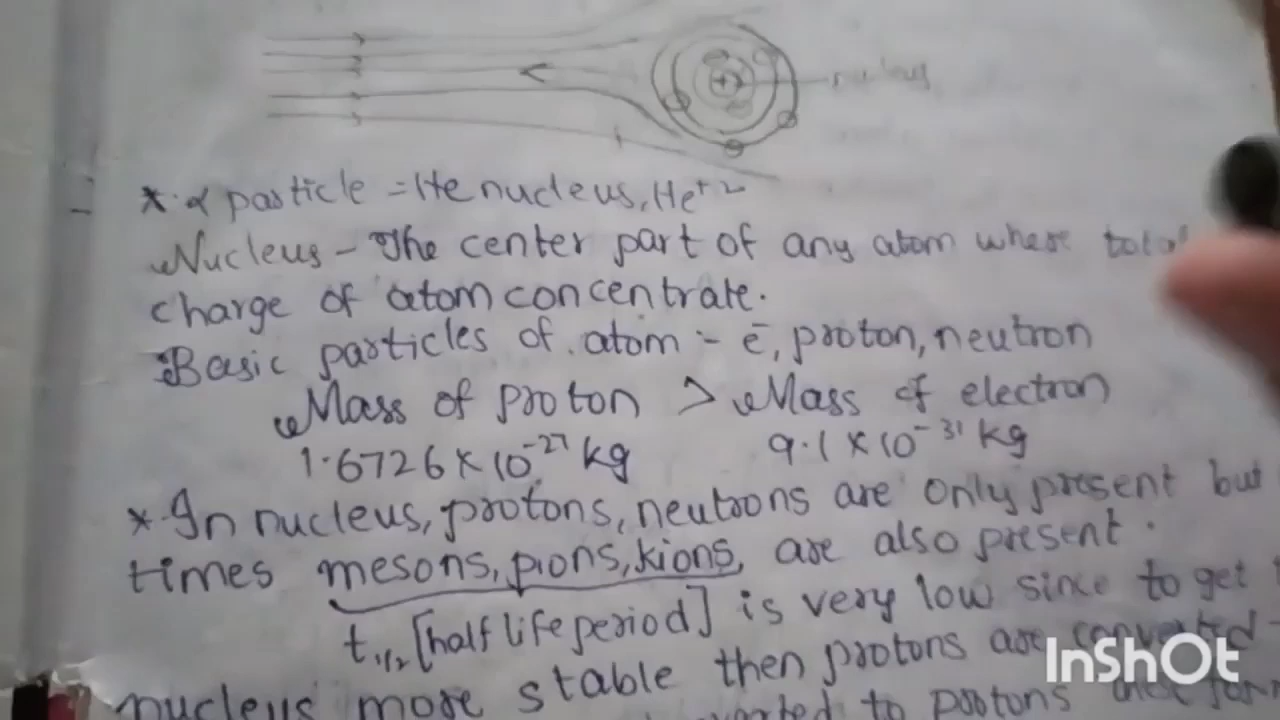 nucleus
*. α particle = He nucleus, He+2
Nucleus - The center part of any atom where total
charge of atom concentrate.
Basic particles of atom - e̅, proton, neutron
Mass of proton > Mass of electron
1.6726 × 10^-27 kg 9.1 × 10^-31 kg
*. In nucleus, protons, neutrons are only present but
times mesons, pions, kions, are also present.
t1/2 [half life period] is very low since to get
nucleus more stable then protons are converted
to protons
InShOt